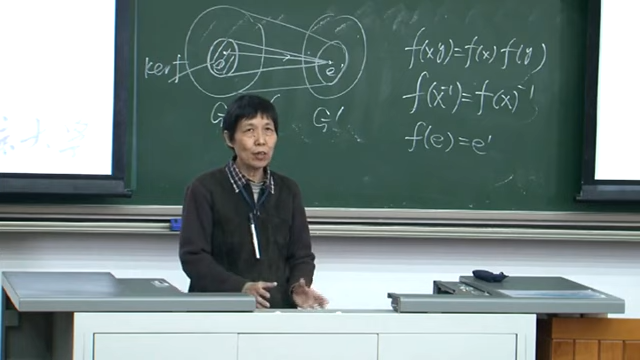 ker f
e
e'
G
G'
f(xy)=f(x)f(y)
f(x⁻¹)=f(x)⁻¹
f(e)=e'